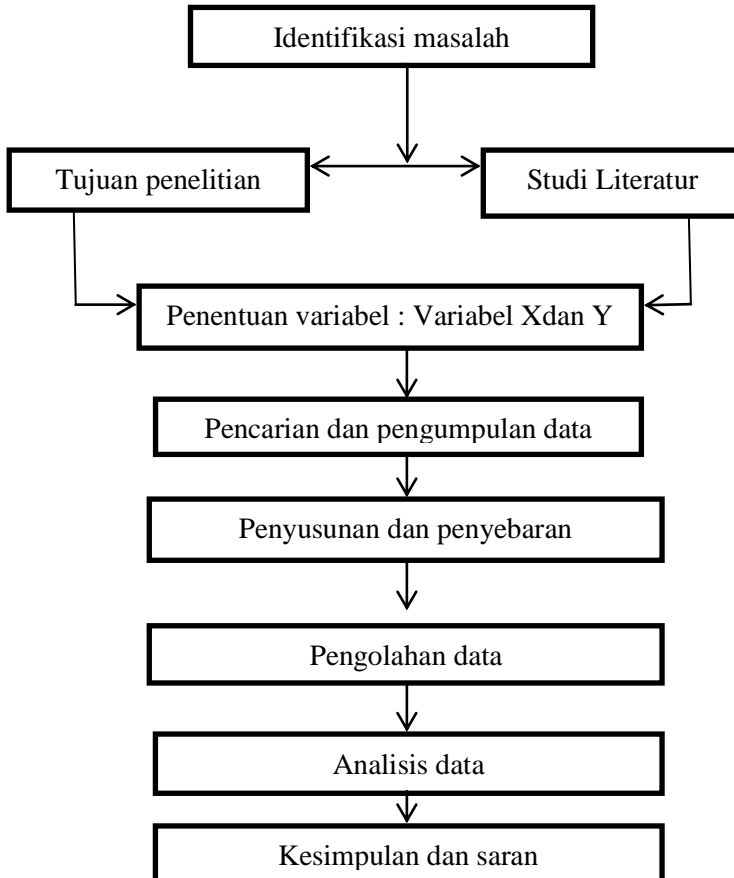 Identifikasi masalah
Tujuan penelitian
Studi Literatur
Penentuan variabel : Variabel Xdan Y
Pencarian dan pengumpulan data
Penyusunan dan penyebaran
Pengolahan data
Analisis data
Kesimpulan dan saran